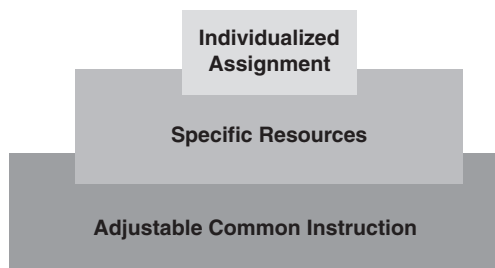 Individualized
Assignment
Specific Resources
Adjustable Common Instruction